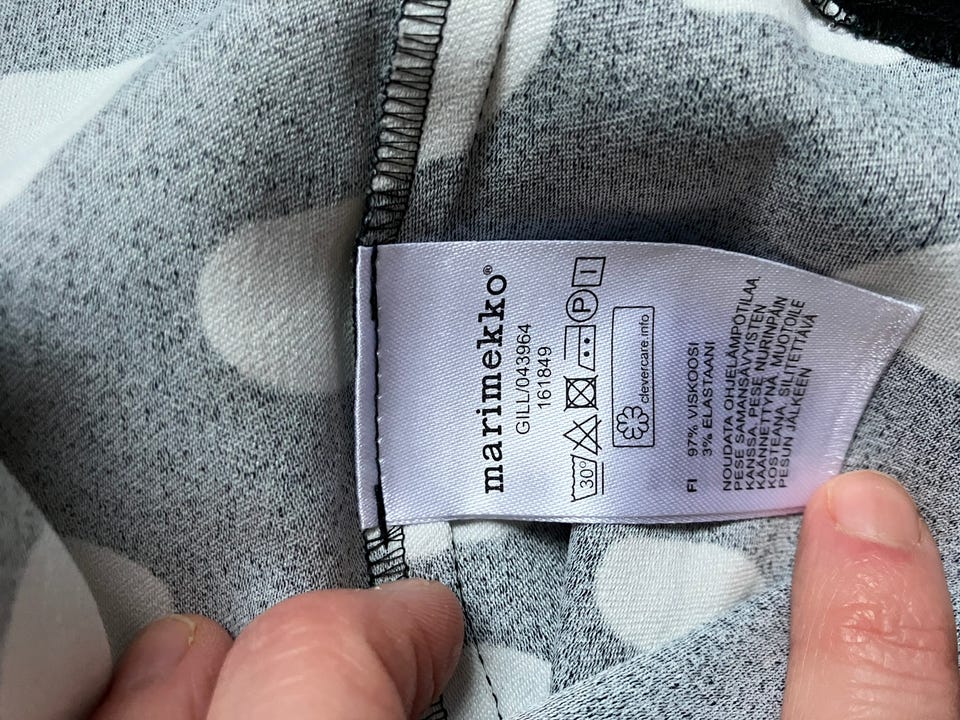 marimekko®
GILL/043964
161849
30° P
clevercare.info
FI 97% VISKOOSI
3% ELASTAANI
NOUDATA OHJELÄMPÖTILAA
PESE SAMANSÄVYISTEN
KANSSA. PESE NURINPÄIN
KÄÄNNETTYNÄ. MUOTOILE
KOSTEANA. SILITETTÄVÄ
PESUN JÄLKEEN